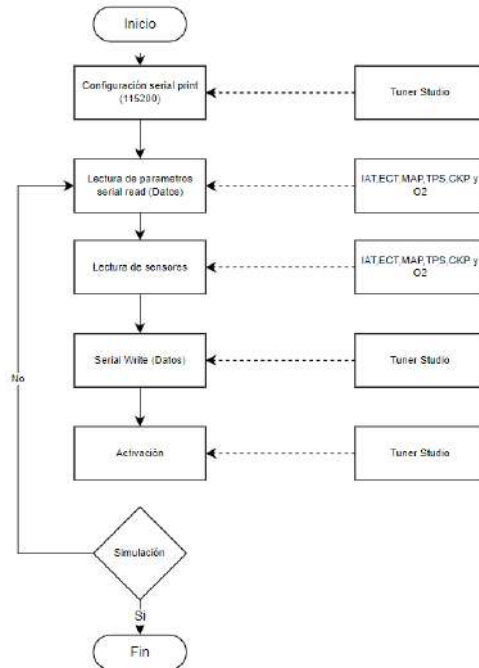 Inicio
Configuración serial print
(115200)
Tuner Studio
Lectura de parametros
serial read (Datos)
IAT,ECT,MAP,TPS,CKP y
O2
Lectura de sensores
IAT,ECT,MAP,TPS,CKP y
O2
Serial Write (Datos)
Tuner Studio
No
Activación
Tuner Studio
Simulación
Si
Fin